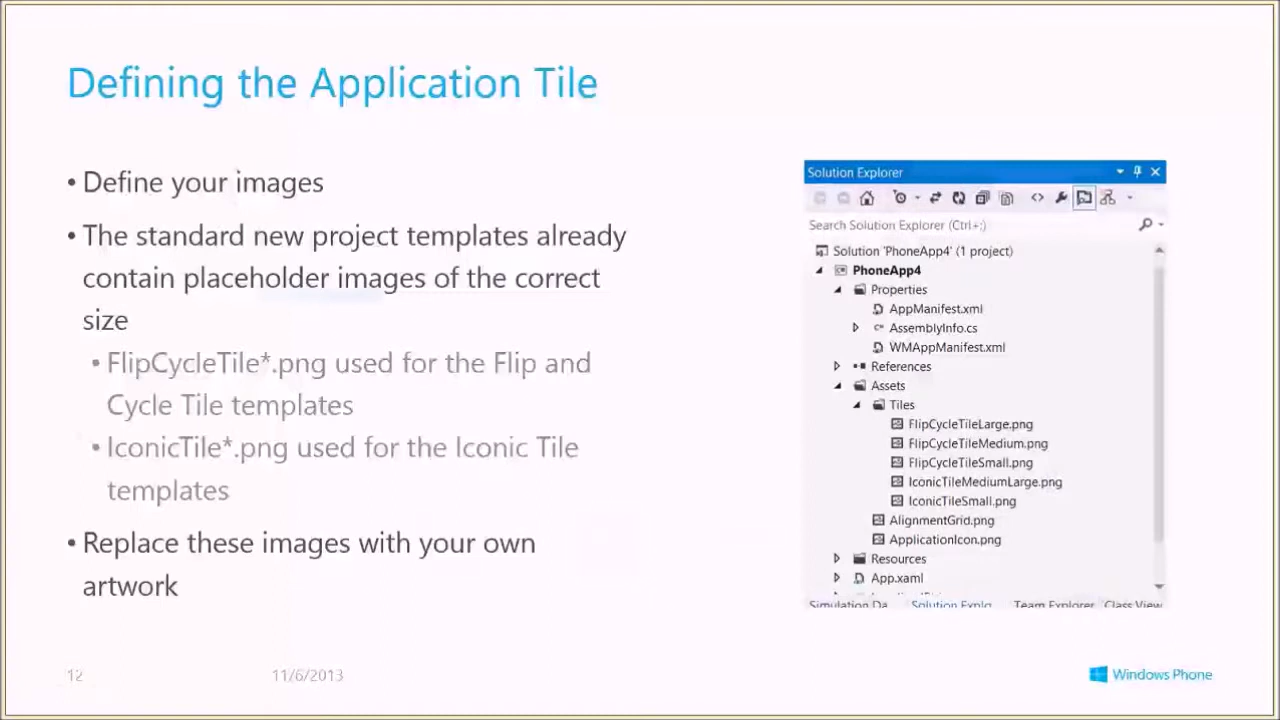 Defining the Application Tile
• Define your images
• The standard new project templates already
contain placeholder images of the correct
size
• FlipCycleTile*.png used for the Flip and
Cycle Tile templates
• IconicTile*.png used for the Iconic Tile
templates
• Replace these images with your own
artwork
Solution Explorer
Search Solution Explorer (Ctrl+;)
Solution 'PhoneApp4' (1 project)
PhoneApp4
Properties
AppManifest.xml
AssemblyInfo.cs
WMAppManifest.xml
References
Assets
Tiles
FlipCycleTileLarge.png
FlipCycleTileMedium.png
FlipCycleTileSmall.png
IconicTileMediumLarge.png
IconicTileSmall.png
AlignmentGrid.png
ApplicationIcon.png
Resources
App.xaml
Simulation Da... Solution Explo... Team Explorer Class View
12
11/6/2013
Windows Phone